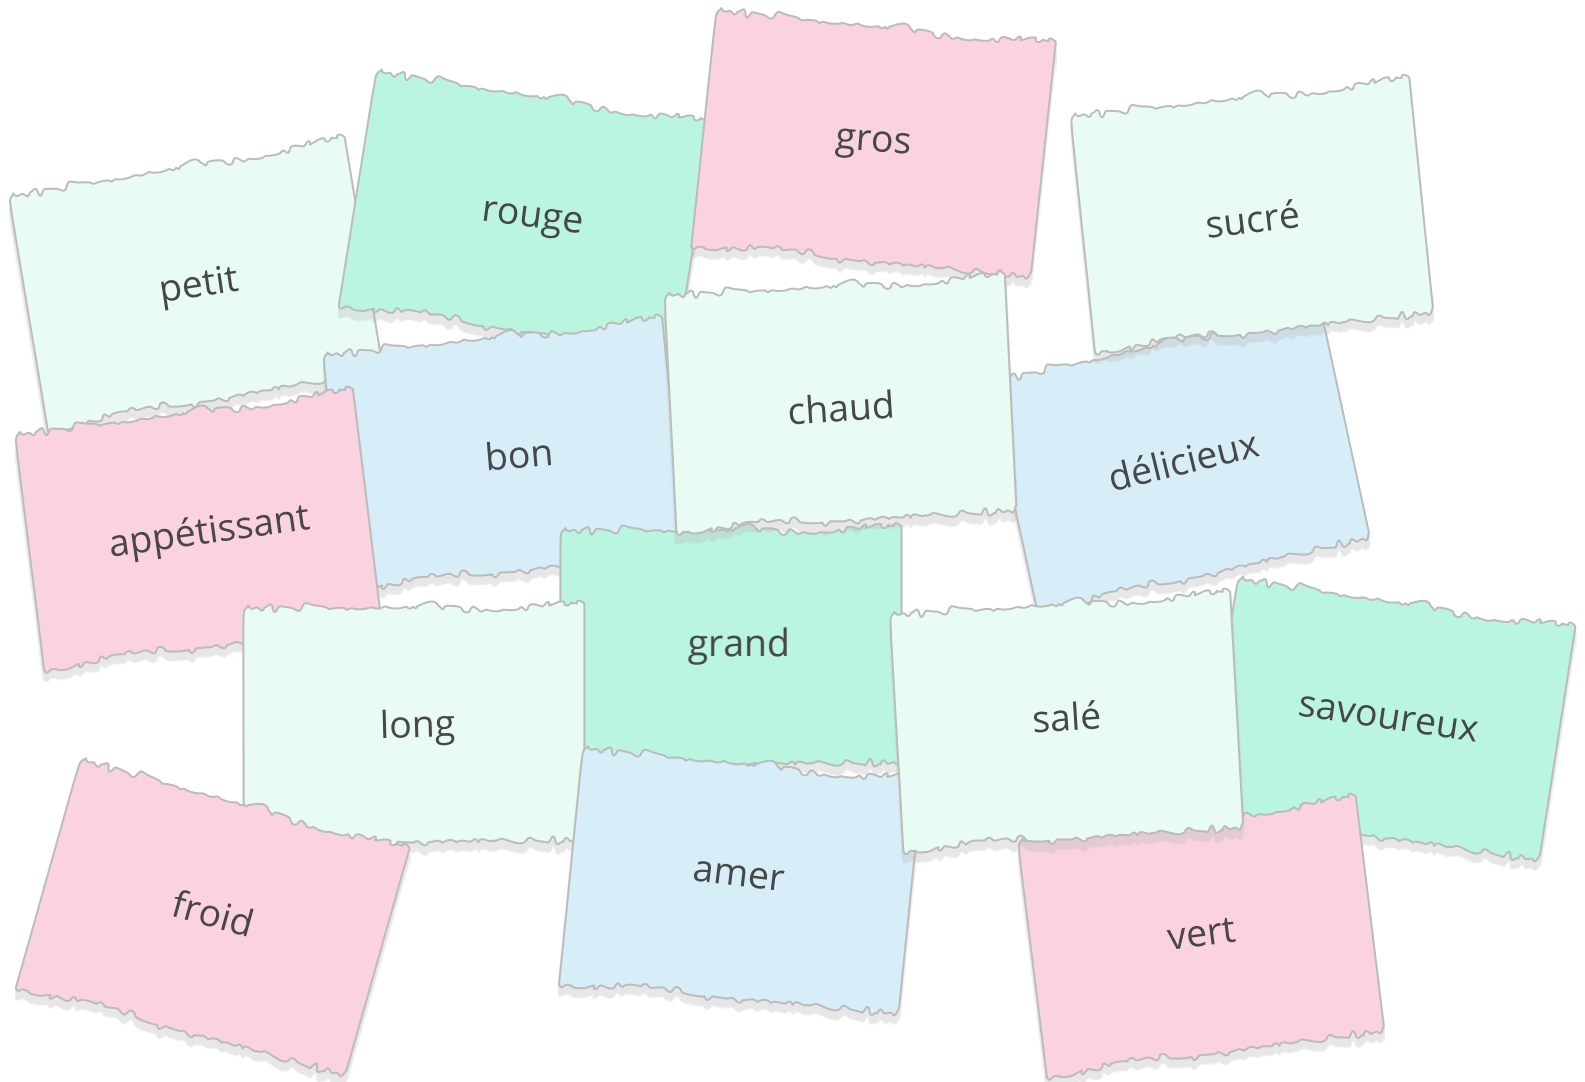 gros
rouge
sucré
petit
chaud
bon
délicieux
appétissant
grand
savoureux
salé
long
amer
froid
vert